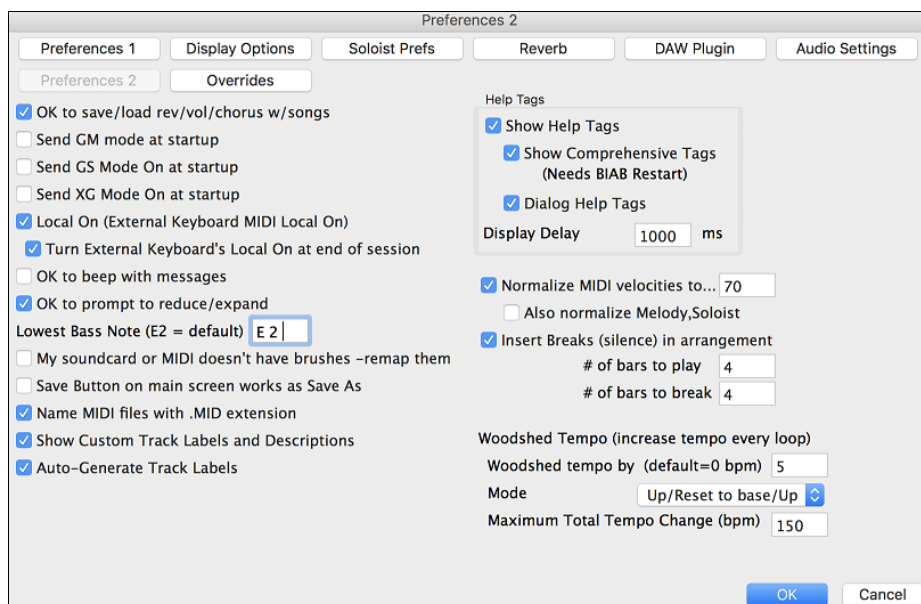 Preferences 2
Preferences 1 Display Options Soloist Prefs Reverb DAW Plugin Audio Settings
Preferences 2 Overrides
OK to save/load rev/vol/chorus w/songs
Send GM mode at startup
Send GS Mode On at startup
Send XG Mode On at startup
Local On (External Keyboard MIDI Local On)
Turn External Keyboard's Local On at end of session
OK to beep with messages
OK to prompt to reduce/expand
Lowest Bass Note (E2 = default) E 2
My soundcard or MIDI doesn't have brushes -remap them
Save Button on main screen works as Save As
Name MIDI files with .MID extension
Show Custom Track Labels and Descriptions
Auto-Generate Track Labels
Help Tags
Show Help Tags
Show Comprehensive Tags
(Needs BIAB Restart)
Dialog Help Tags
Display Delay 1000 ms
Normalize MIDI velocities to... 70
Also normalize Melody,Soloist
Insert Breaks (silence) in arrangement
# of bars to play 4
# of bars to break 4
Woodshed Tempo (increase tempo every loop)
Woodshed tempo by (default=0 bpm) 5
Mode Up/Reset to base/Up
Maximum Total Tempo Change (bpm) 150
OK Cancel